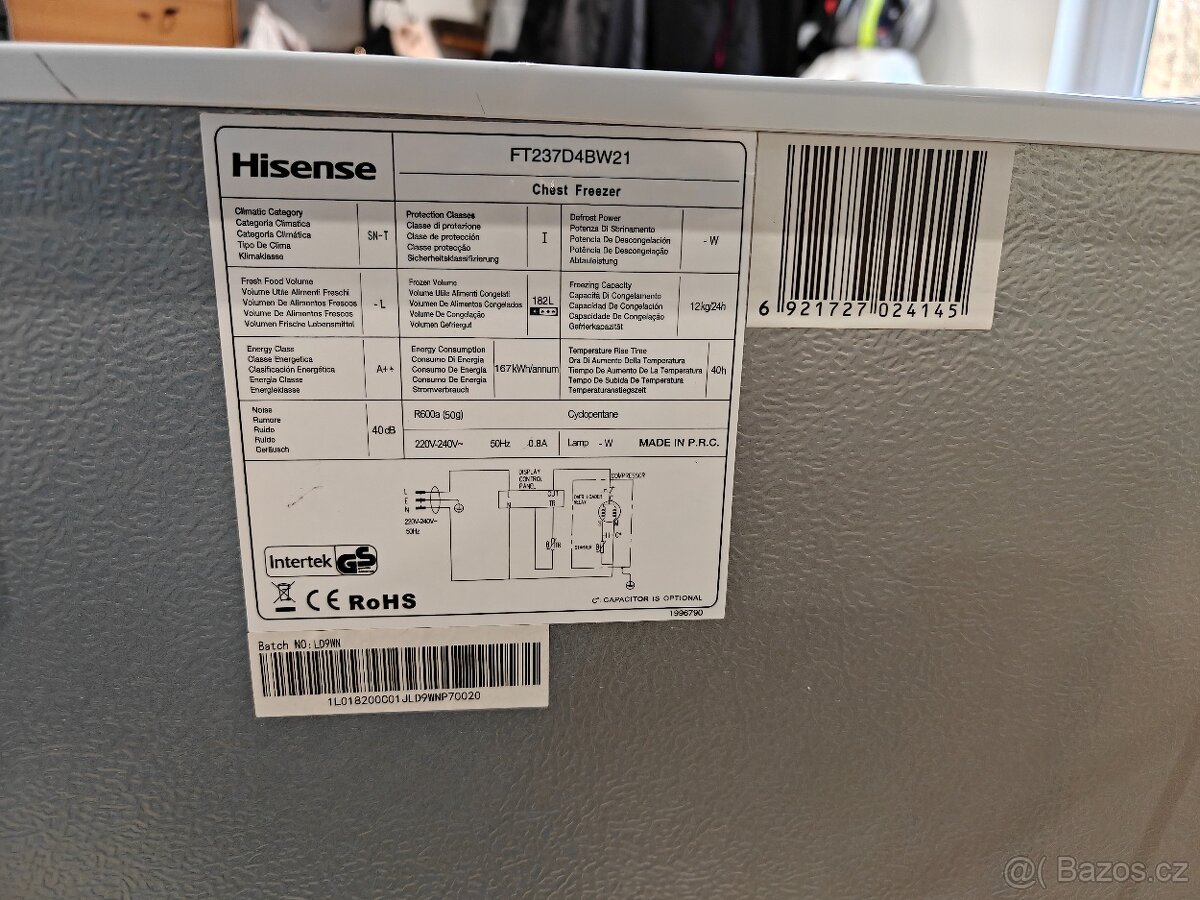 Hisense
FT237D4BW21
Chest Freezer
Climatic Category
Categoria Climatica
Categoría Climática
Tipo De Clima
Klimaklasse
SN-T
Protection Classes
Classe di protezione
Clase de protección
Classe protecção
Sicherheitsklassifizierung
I
Defrost Power
Potenza Di Sbrinamento
Potencia De Descongelación
Potência De Descongelação
Abtauleistung
- W
Fresh Food Volume
Volume Utile Alimenti Freschi
Volumen De Alimentos Frescos
Volume De Alimentos Frescos
Volumen Frische Lebensmittel
- L
Frozen Volume
Volume Utile Alimenti Congelati
Volumen De Alimentos Congelados
Volume De Congelação
Volumen Gefriergut
182L
Freezing Capacity
Capacità Di Congelamento
Capacidad De Congelación
Capacidade De Congelação
Gefrierkapazität
12kg/24h
Energy Class
Classe Energetica
Clasificación Energética
Energia Classe
Energieklasse
A++
Energy Consumption
Consumo Di Energia
Consumo De Energía
Consumo De Energia
Stromverbrauch
167kWh/annum
Temperature Rise Time
Ora Di Aumento Della Temperatura
Tiempo De Aumento De La Temperatura
Tempo De Subida De Temperatura
Temperaturanstiegszeit
40h
Noise
Rumore
Ruido
Ruído
Geräusch
40dB
R600a (50g)
Cyclopentane
220V-240V~ 50Hz 0.8A
Lamp - W
MADE IN P.R.C.
L
E
N
220V-240V~
50Hz
DISPLAY
CONTROL
PANEL
OUT
N
TR
TR
COMPRESSOR
C*
C* CAPACITOR IS OPTIONAL
1996790
Intertek GS
CE RoHS
6 921727 024145
Batch NO: LD9WN
1L018200001JLD9WNP70020
@( Bazos.cz